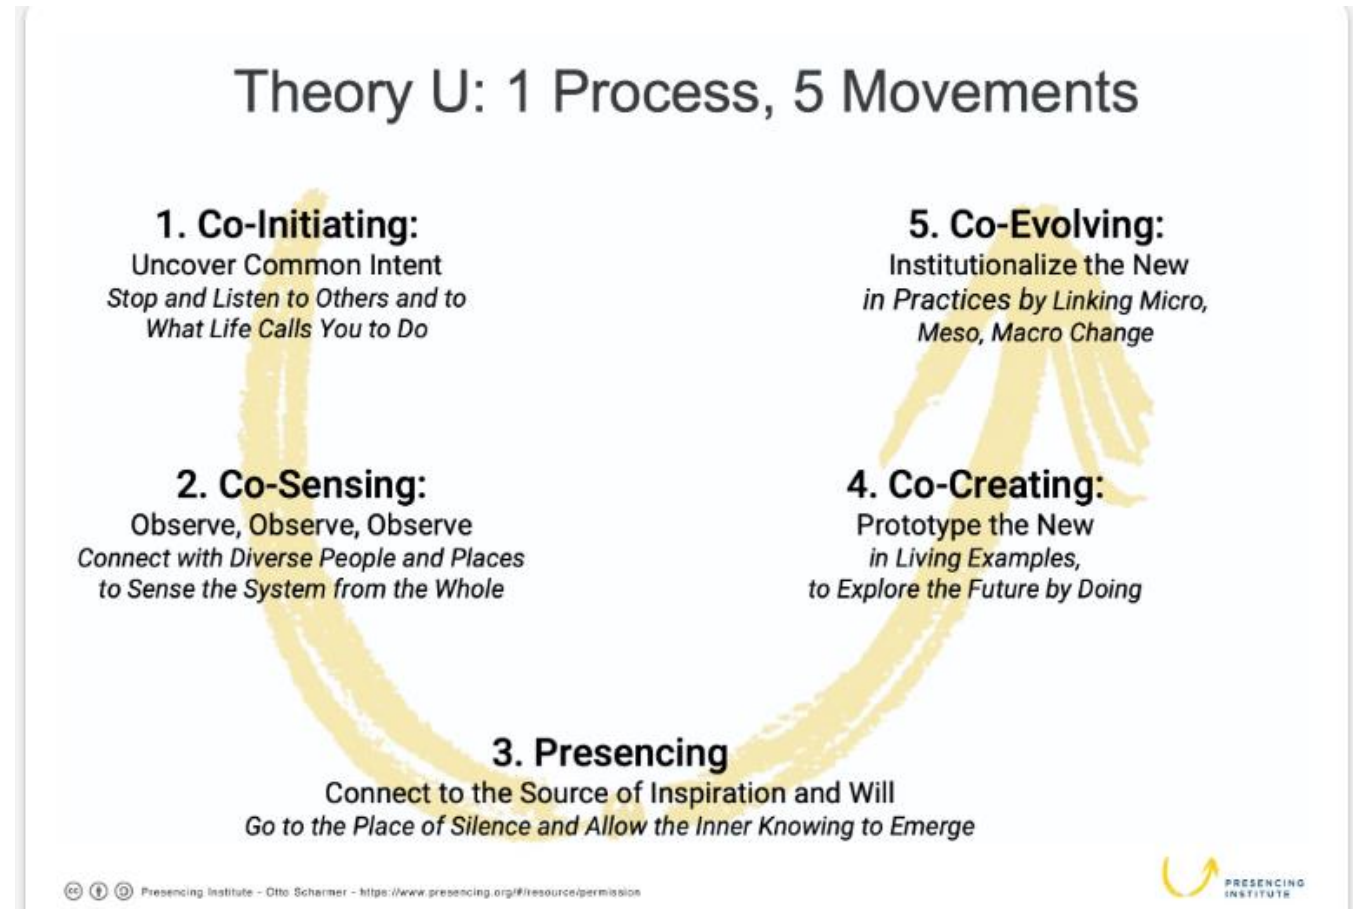 Theory U: 1 Process, 5 Movements
1. Co-Initiating:
Uncover Common Intent
Stop and Listen to Others and to
What Life Calls You to Do
2. Co-Sensing:
Observe, Observe, Observe
Connect with Diverse People and Places
to Sense the System from the Whole
3. Presencing
Connect to the Source of Inspiration and Will
Go to the Place of Silence and Allow the Inner Knowing to Emerge
4. Co-Creating:
Prototype the New
in Living Examples,
to Explore the Future by Doing
5. Co-Evolving:
Institutionalize the New
in Practices by Linking Micro,
Meso, Macro Change
Presencing Institute - Otto Scharmer - https://www.presencing.org/#/resource/permission
PRESENCING
INSTITUTE